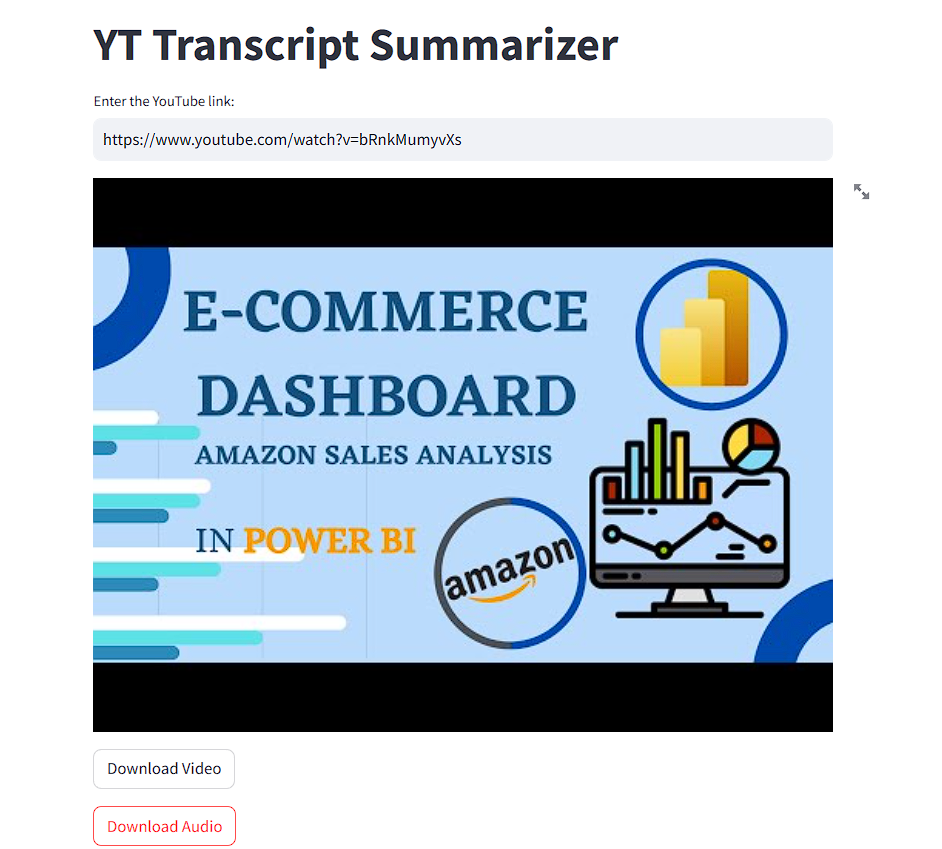 YT Transcript Summarizer
Enter the YouTube link:
https://www.youtube.com/watch?v=bRnkMumyvXs
E-COMMERCE
DASHBOARD
AMAZON SALES ANALYSIS
IN POWER BI
amazon
Download Video
Download Audio